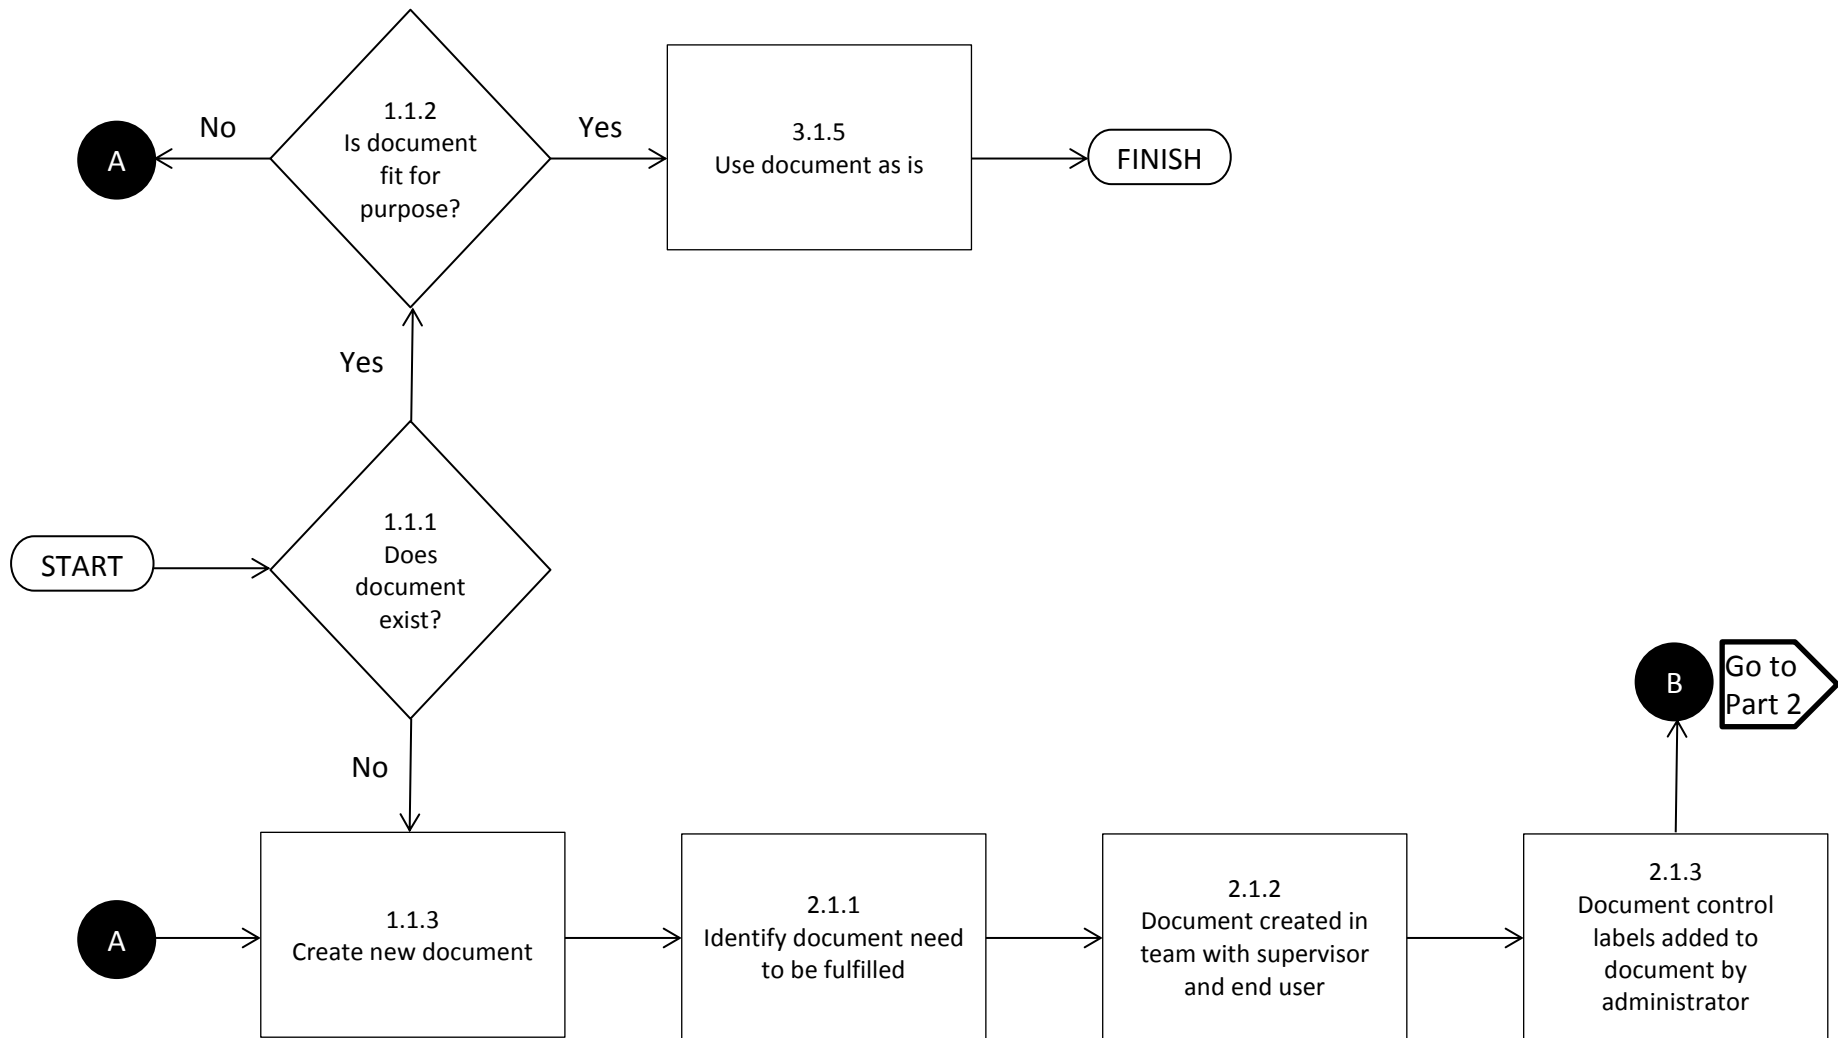 1.1.2
Is document
fit for
purpose?
No
A
Yes
3.1.5
Use document as is
FINISH
Yes
1.1.1
Does
document
exist?
START
No
B
Go to
Part 2
A
1.1.3
Create new document
2.1.1
Identify document need
to be fulfilled
2.1.2
Document created in
team with supervisor
and end user
2.1.3
Document control
labels added to
document by
administrator